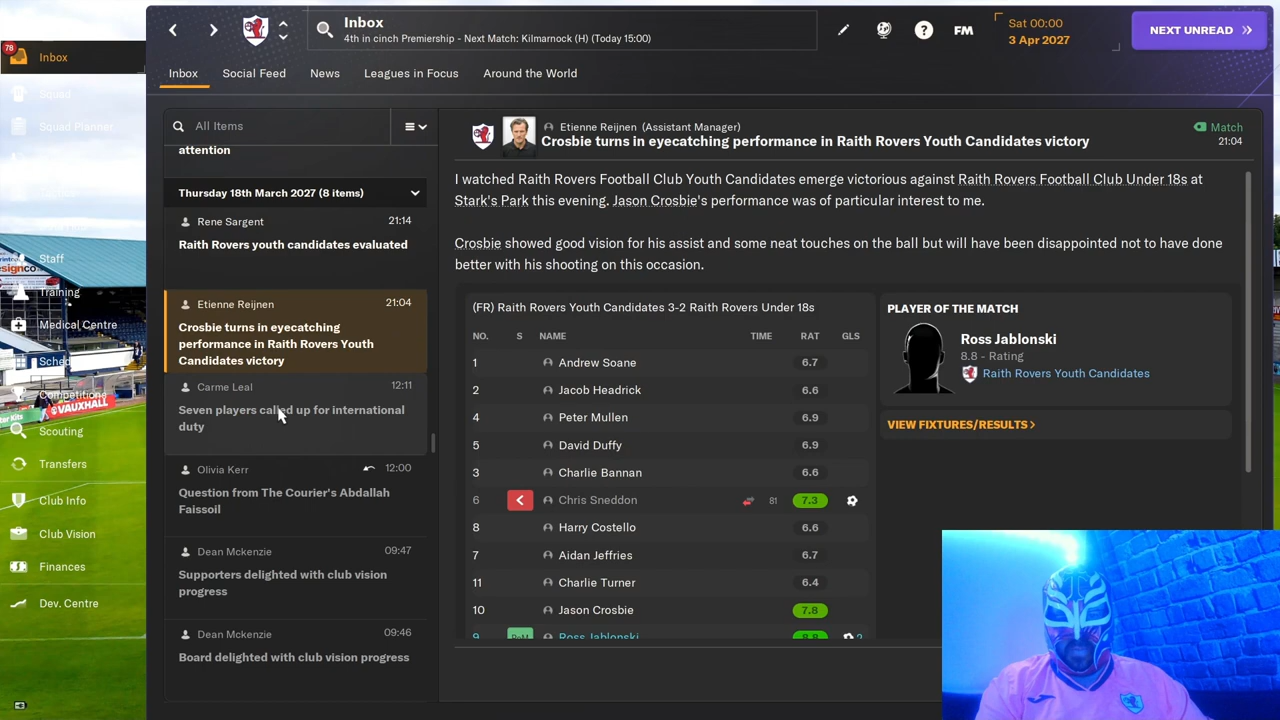 78
Inbox
Squad
Squad Planner
Staff
Training
Medical Centre
Sched
Competitions
Scouting
Transfers
Club Info
Club Vision
Finances
Dev. Centre
VAUXHALL
Inbox
4th in cinch Premiership - Next Match: Kilmarnock (H) (Today 15:00)
?
FM
Sat 00:00
3 Apr 2027
NEXT UNREAD
Inbox
Social Feed
News
Leagues in Focus
Around the World
All Items
attention
Thursday 18th March 2027 (8 items)
Rene Sargent 21:14
Raith Rovers youth candidates evaluated
Etienne Reijnen 21:04
Crosbie turns in eyecatching
performance in Raith Rovers Youth
Candidates victory
Carme Leal 12:11
Seven players called up for international
duty
Olivia Kerr 12:00
Question from The Courier's Abdallah
Faissoil
Dean Mckenzie 09:47
Supporters delighted with club vision
progress
Dean Mckenzie 09:46
Board delighted with club vision progress
Etienne Reijnen (Assistant Manager)
Crosbie turns in eyecatching performance in Raith Rovers Youth Candidates victory
Match
21:04
I watched Raith Rovers Football Club Youth Candidates emerge victorious against Raith Rovers Football Club Under 18s at
Stark's Park this evening. Jason Crosbie's performance was of particular interest to me.
Crosbie showed good vision for his assist and some neat touches on the ball but will have been disappointed not to have done
better with his shooting on this occasion.
(FR) Raith Rovers Youth Candidates 3-2 Raith Rovers Under 18s
NO. S NAME TIME RAT GLS
1 Andrew Soane 6.7
2 Jacob Headrick 6.6
4 Peter Mullen 6.9
5 David Duffy 6.9
3 Charlie Bannan 6.6
6 Chris Sneddon 81 7.3
8 Harry Costello 6.6
7 Aidan Jeffries 6.7
11 Charlie Turner 6.4
10 Jason Crosbie 7.8
9 PoM Ross Jablonski 8.8 2
PLAYER OF THE MATCH
Ross Jablonski
8.8 - Rating
Raith Rovers Youth Candidates
VIEW FIXTURES/RESULTS >